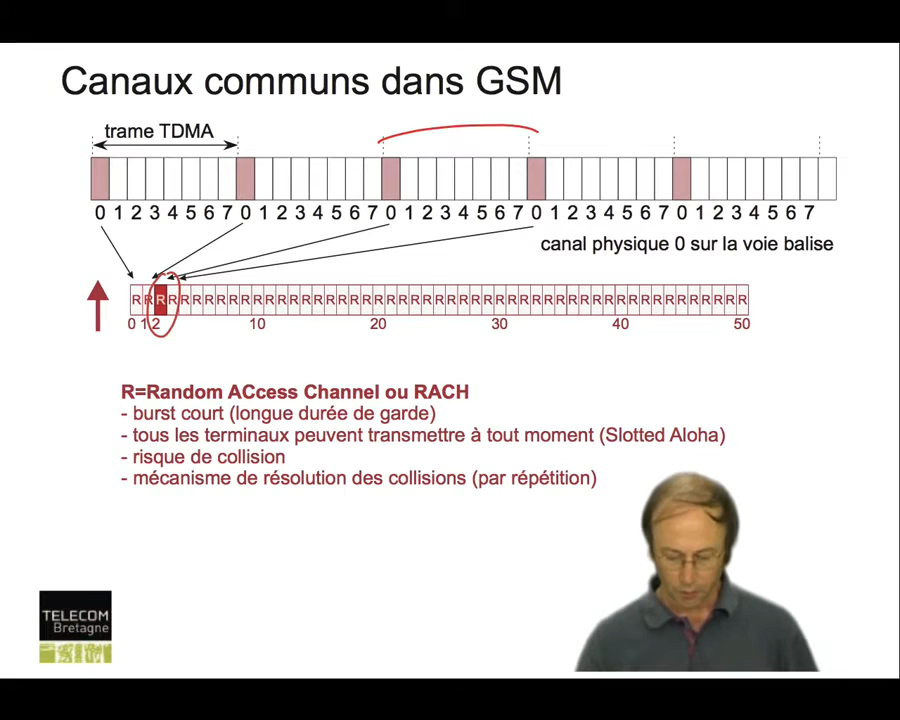 Canaux communs dans GSM
trame TDMA
0 1 2 3 4 5 6 7 0 1 2 3 4 5 6 7 0 1 2 3 4 5 6 7 0 1 2 3 4 5 6 7 0 1 2 3 4 5 6 7
canal physique 0 sur la voie balise
R R R R R R R R R R R R R R R R R R R R R R R R R R R R R R R R R R R R R R R R R R R R R R R R R R R
0 1 2 10 20 30 40 50
R=Random ACcess Channel ou RACH
- burst court (longue durée de garde)
- tous les terminaux peuvent transmettre à tout moment (Slotted Aloha)
- risque de collision
- mécanisme de résolution des collisions (par répétition)
TELECOM
Bretagne